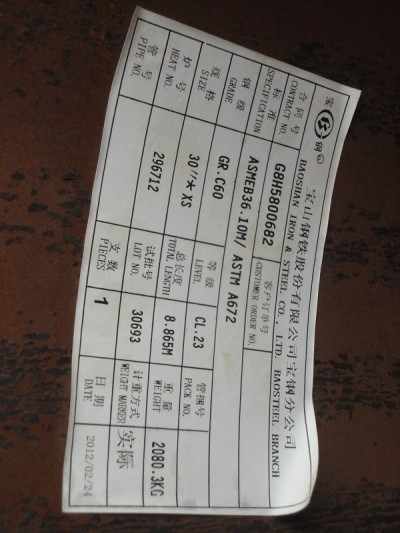 宝钢
宝山钢铁股份有限公司宝钢分公司
BAOSHAN IRON & STEEL CO., LTD. BAOSTEEL BRANCH
合同号 CONTRACT NO. GBH5800682 客户订单号 CUSTOMER ORDER NO.
标准 SPECIFICATION ASMEB36.10M/ ASTM A672
钢级 GRADE GR.C60 等级 LEVEL CL.23 管捆号 PACK NO.
规格 SIZE 30"* XS 总长度 TOTAL LENGTH 8.865M 重量 WEIGHT 2080.3KG
炉号 HEAT NO. 296712 试批号 LOT NO. 30693 计重方式 WEIGHT MANNER 实际
管号 PIPE NO. 支数 PIECES 1 日期 DATE 2012/02/24